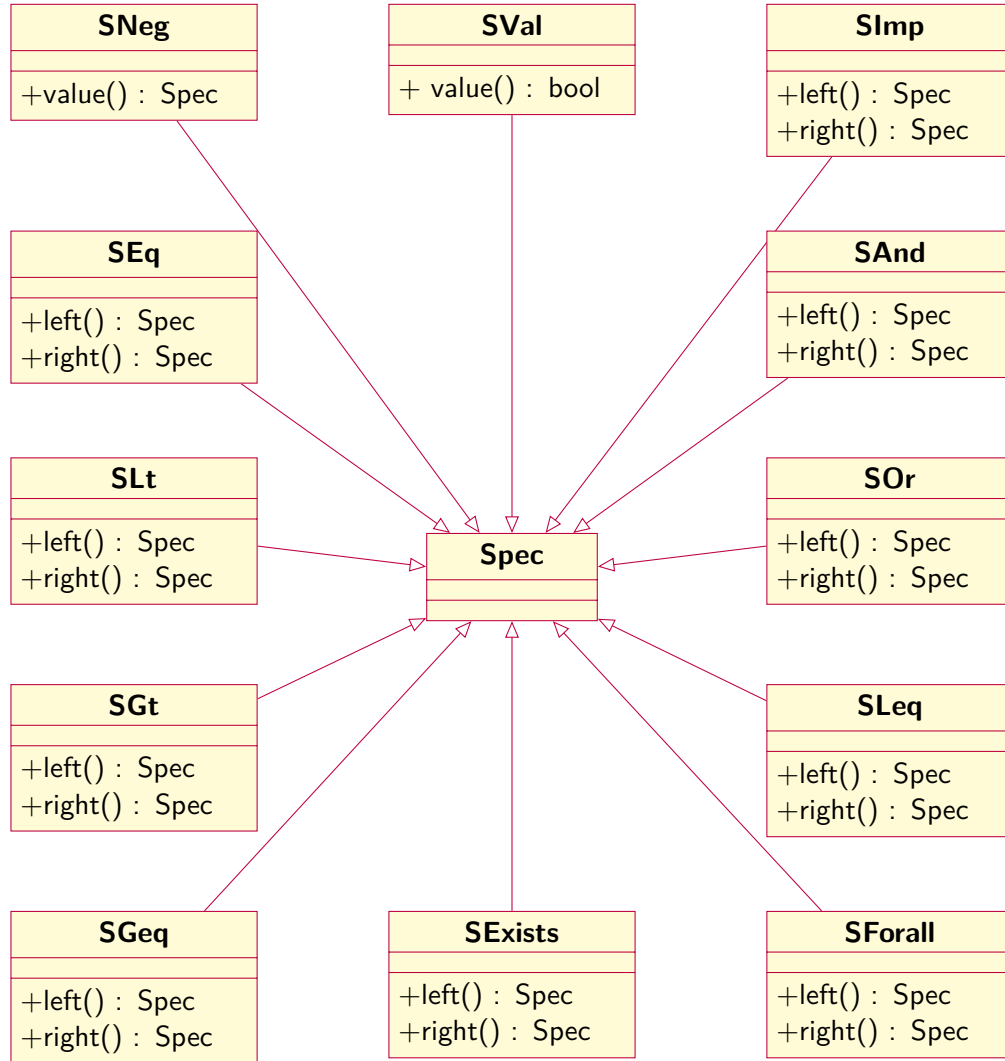 SNeg
+value() : Spec
SVal
+ value() : bool
SImp
+left() : Spec
+right() : Spec
SEq
+left() : Spec
+right() : Spec
SAnd
+left() : Spec
+right() : Spec
SLt
+left() : Spec
+right() : Spec
Spec
SOr
+left() : Spec
+right() : Spec
SGt
+left() : Spec
+right() : Spec
SLeq
+left() : Spec
+right() : Spec
SGeq
+left() : Spec
+right() : Spec
SExists
+left() : Spec
+right() : Spec
SForall
+left() : Spec
+right() : Spec